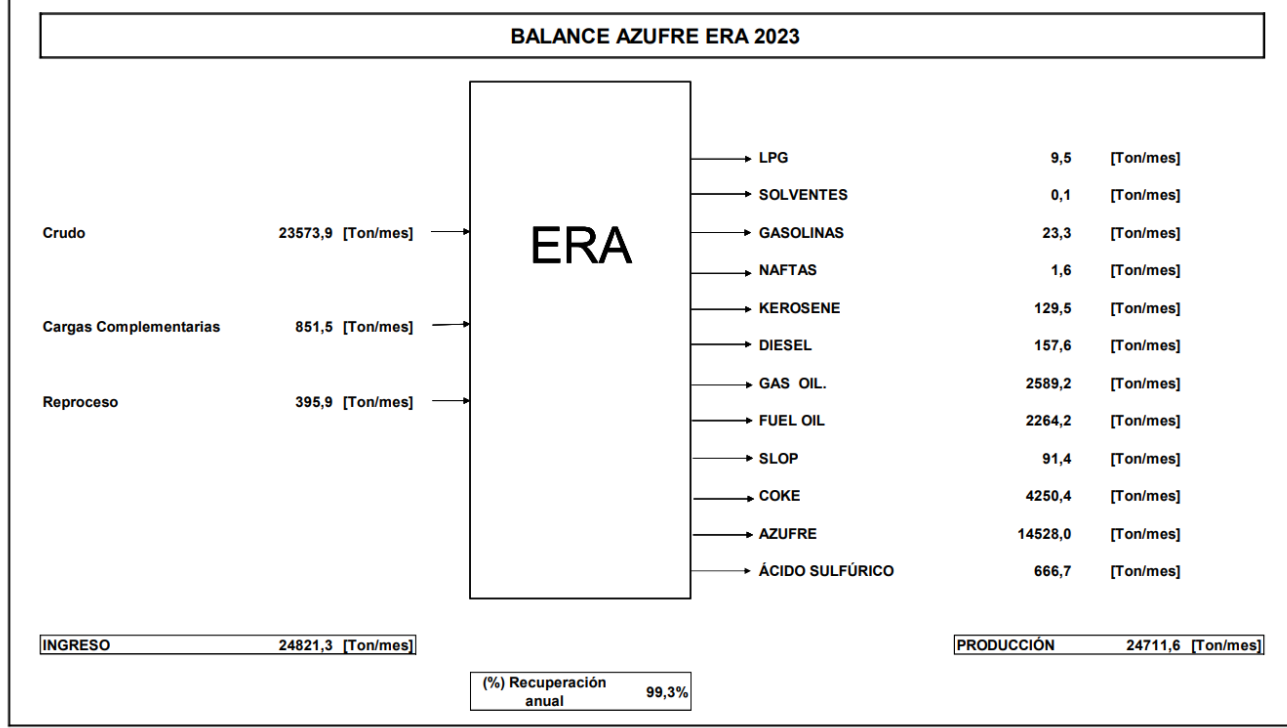 BALANCE AZUFRE ERA 2023
ERA
Crudo 23573,9 [Ton/mes]
Cargas Complementarias 851,5 [Ton/mes]
Reproceso 395,9 [Ton/mes]
LPG 9,5 [Ton/mes]
SOLVENTES 0,1 [Ton/mes]
GASOLINAS 23,3 [Ton/mes]
NAFTAS 1,6 [Ton/mes]
KEROSENE 129,5 [Ton/mes]
DIESEL 157,6 [Ton/mes]
GAS OIL. 2589,2 [Ton/mes]
FUEL OIL 2264,2 [Ton/mes]
SLOP 91,4 [Ton/mes]
COKE 4250,4 [Ton/mes]
AZUFRE 14528,0 [Ton/mes]
ÁCIDO SULFÚRICO 666,7 [Ton/mes]
INGRESO 24821,3 [Ton/mes]
PRODUCCIÓN 24711,6 [Ton/mes]
(%) Recuperación
anual 99,3%